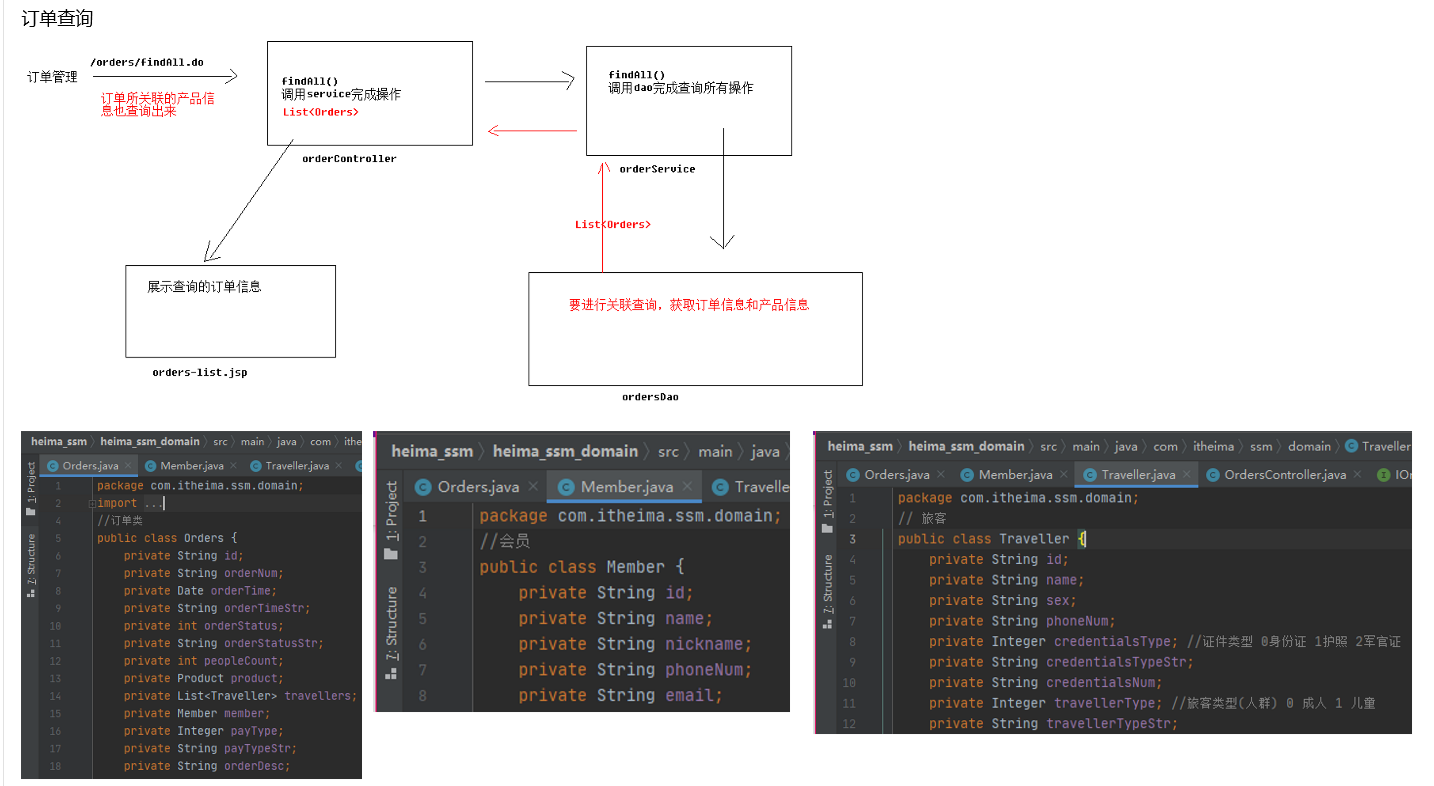 订单查询
订单管理
/orders/findAll.do
订单所关联的产品信
息也查询出来
findAll()
调用service完成操作
List<Orders>
orderController
findAll()
调用dao完成查询所有操作
orderService
List<Orders>
展示查询的订单信息
orders-list.jsp
要进行关联查询，获取订单信息和产品信息
ordersDao
heima_ssm 〉 heima_ssm_domain 〉 src 〉 main 〉 java 〉 com 〉 ithe
Orders.java × Member.java × Traveller.java ×
1: Project
7: Structure
1 package com.itheima.ssm.domain;
2 import ...
4 //订单类
5 public class Orders {
6 private String id;
7 private String orderNum;
8 private Date orderTime;
9 private String orderTimeStr;
10 private int orderStatus;
11 private String orderStatusStr;
12 private int peopleCount;
13 private Product product;
14 private List<Traveller> travellers;
15 private Member member;
16 private Integer payType;
17 private String payTypeStr;
18 private String orderDesc;
heima_ssm 〉 heima_ssm_domain 〉 src 〉 main 〉 java 〉
Orders.java × Member.java × Travelle
1: Project
7: Structure
1 package com.itheima.ssm.domain;
2 //会员
3 public class Member {
4 private String id;
5 private String name;
6 private String nickname;
7 private String phoneNum;
8 private String email;
heima_ssm 〉 heima_ssm_domain 〉 src 〉 main 〉 java 〉 com 〉 itheima 〉 ssm 〉 domain 〉 Traveller
Orders.java × Member.java × Traveller.java × OrdersController.java × IO
1: Project
7: Structure
1 package com.itheima.ssm.domain;
2 // 旅客
3 public class Traveller {
4 private String id;
5 private String name;
6 private String sex;
7 private String phoneNum;
8 private Integer credentialsType; //证件类型 0身份证 1护照 2军官证
9 private String credentialsTypeStr;
10 private String credentialsNum;
11 private Integer travellerType; //旅客类型(人群) 0 成人 1 儿童
12 private String travellerTypeStr;